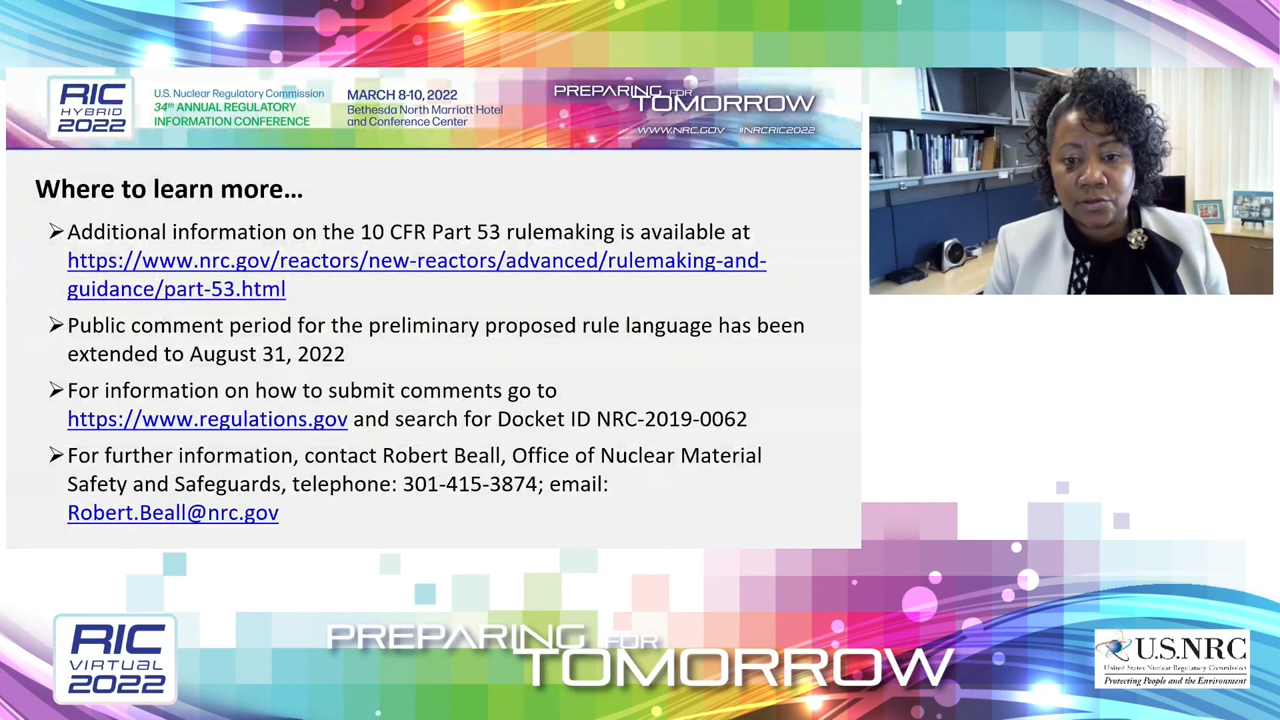 RIC
HYBRID
2022
U.S. Nuclear Regulatory Commission
34th ANNUAL REGULATORY
INFORMATION CONFERENCE
MARCH 8-10, 2022
Bethesda North Marriott Hotel
and Conference Center
PREPARING FOR
TOMORROW
WWW.NRC.GOV #NRCRIC2022
Where to learn more…
➢Additional information on the 10 CFR Part 53 rulemaking is available at
https://www.nrc.gov/reactors/new-reactors/advanced/rulemaking-and-
guidance/part-53.html
➢Public comment period for the preliminary proposed rule language has been
extended to August 31, 2022
➢For information on how to submit comments go to
https://www.regulations.gov and search for Docket ID NRC-2019-0062
➢For further information, contact Robert Beall, Office of Nuclear Material
Safety and Safeguards, telephone: 301-415-3874; email:
Robert.Beall@nrc.gov
RIC
VIRTUAL
2022
PREPARING FOR
TOMORROW
U.S.NRC
United States Nuclear Regulatory Commission
Protecting People and the Environment